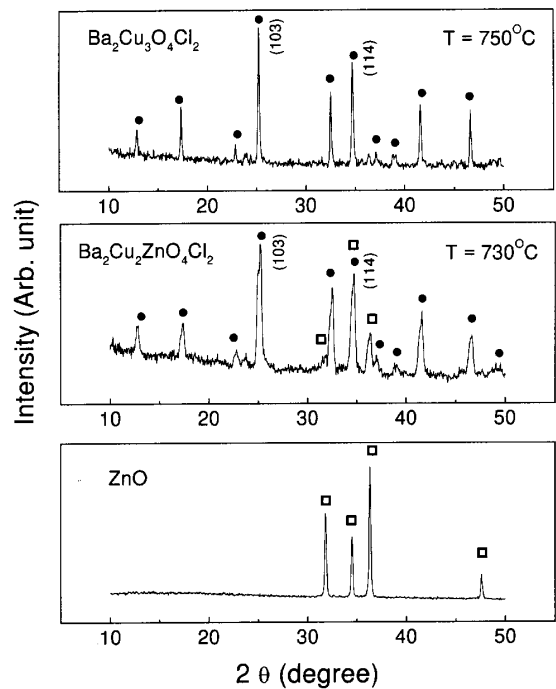 Ba₂Cu₃O₄Cl₂
(103)
(114)
T = 750°C
10 20 30 40 50
Ba₂Cu₂ZnO₄Cl₂
(103)
(114)
T = 730°C
10 20 30 40 50
ZnO
10 20 30 40 50
Intensity (Arb. unit)
2 θ (degree)